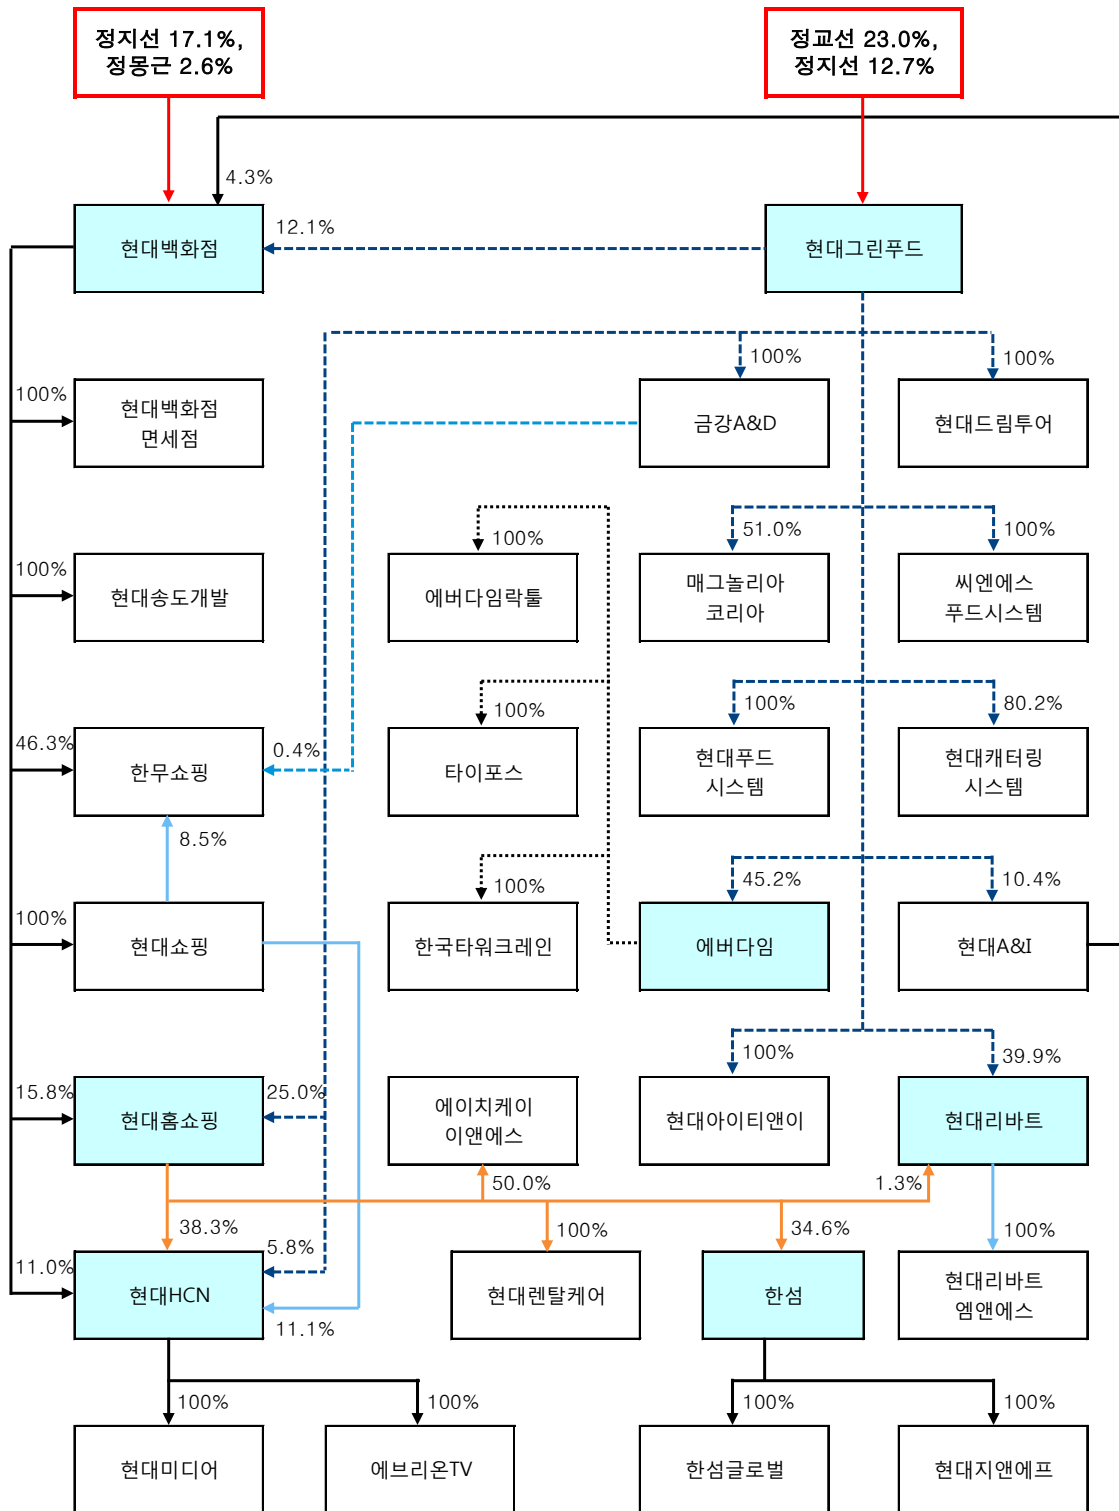 정지선 17.1%,
정몽근 2.6%
정교선 23.0%,
정지선 12.7%
4.3%
현대백화점
12.1%
현대그린푸드
100%
100%
100%
현대백화점
면세점
금강A&D
현대드림투어
100%
51.0%
100%
100%
현대송도개발
에버다임락툴
매그놀리아
코리아
씨엔에스
푸드시스템
100%
100%
80.2%
46.3%
0.4%
한무쇼핑
타이포스
현대푸드
시스템
현대캐터링
시스템
8.5%
100%
45.2%
10.4%
100%
현대쇼핑
한국타워크레인
에버다임
현대A&I
100%
39.9%
15.8%
25.0%
현대홈쇼핑
에이치케이
이앤에스
현대아이티앤이
현대리바트
50.0%
1.3%
38.3%
100%
34.6%
100%
5.8%
11.0%
현대HCN
현대렌탈케어
한섬
현대리바트
엠앤에스
11.1%
100%
100%
100%
100%
현대미디어
에브리온TV
한섬글로벌
현대지앤에프